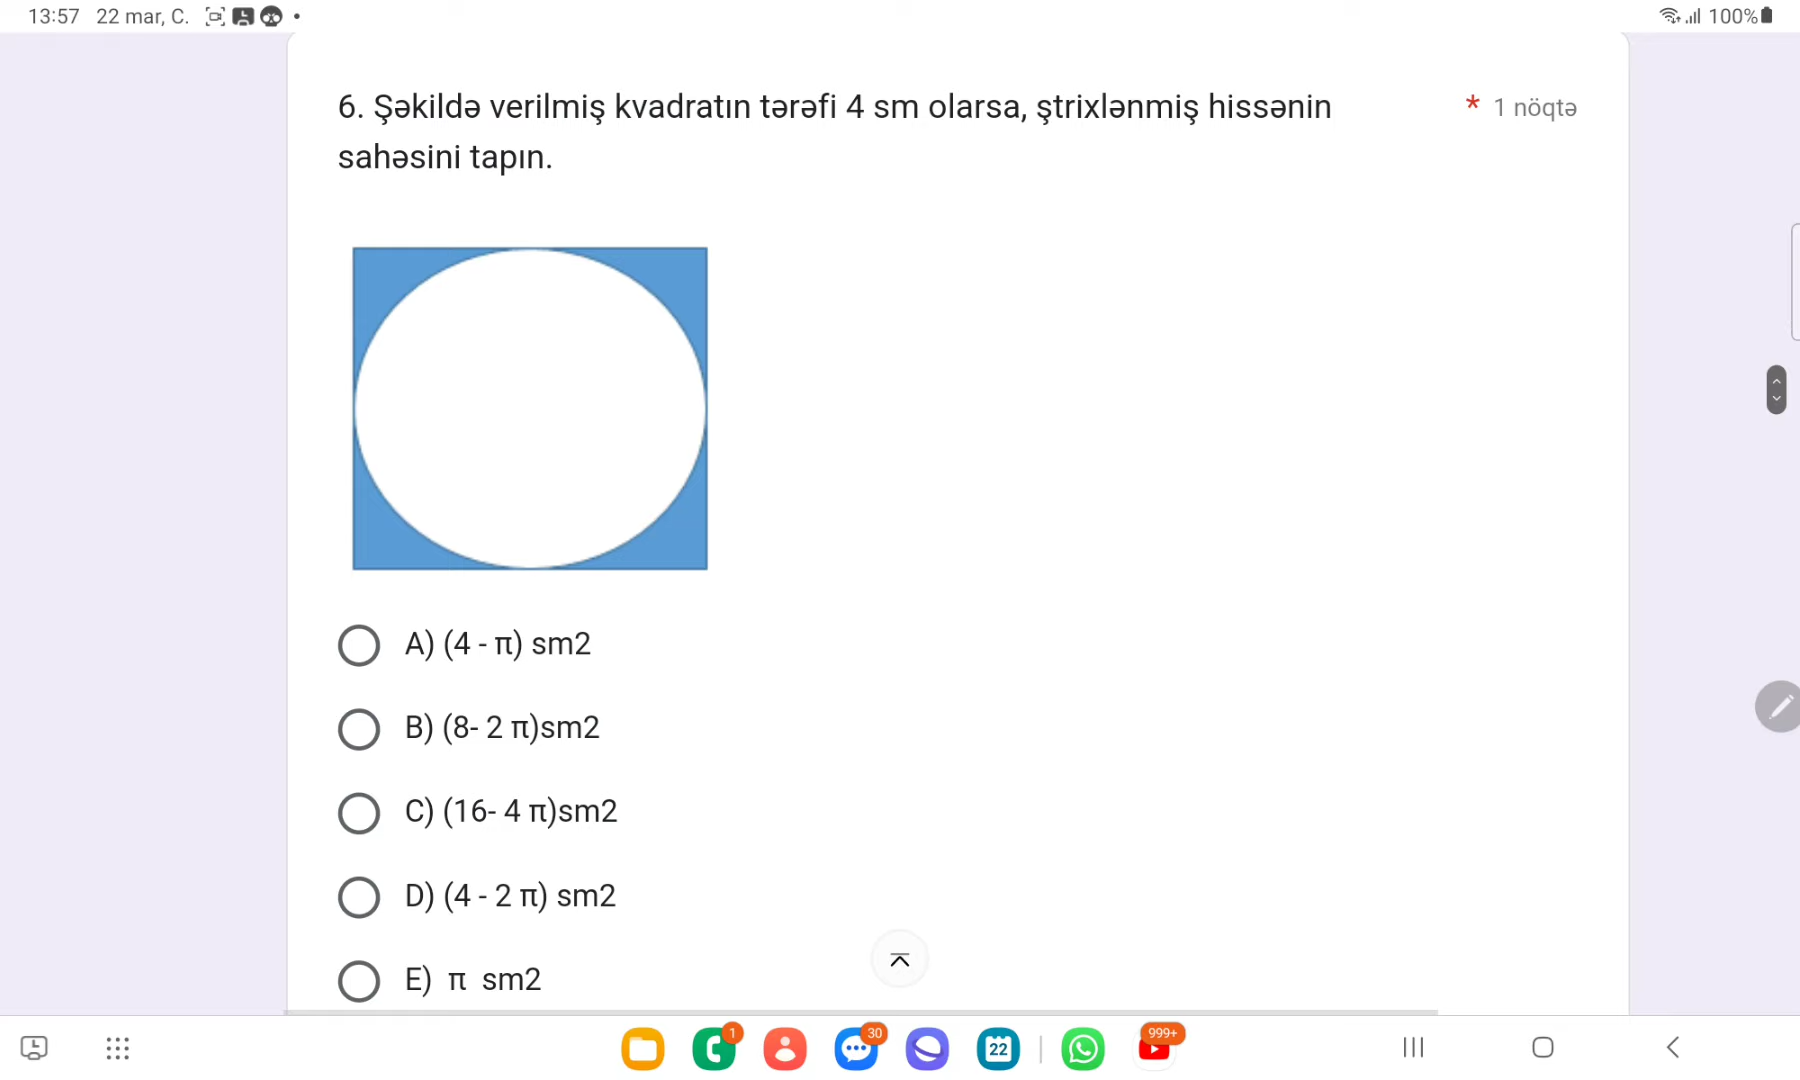 13:57 22 mar, C.
100%
6. Şəkildə verilmiş kvadratın tərəfi 4 sm olarsa, ştrixlənmiş hissənin
sahəsini tapın.
* 1 nöqtə
A) (4 - π) sm2
B) (8- 2 π)sm2
C) (16- 4 π)sm2
D) (4 - 2 π) sm2
E) π sm2
1
30
22
999+